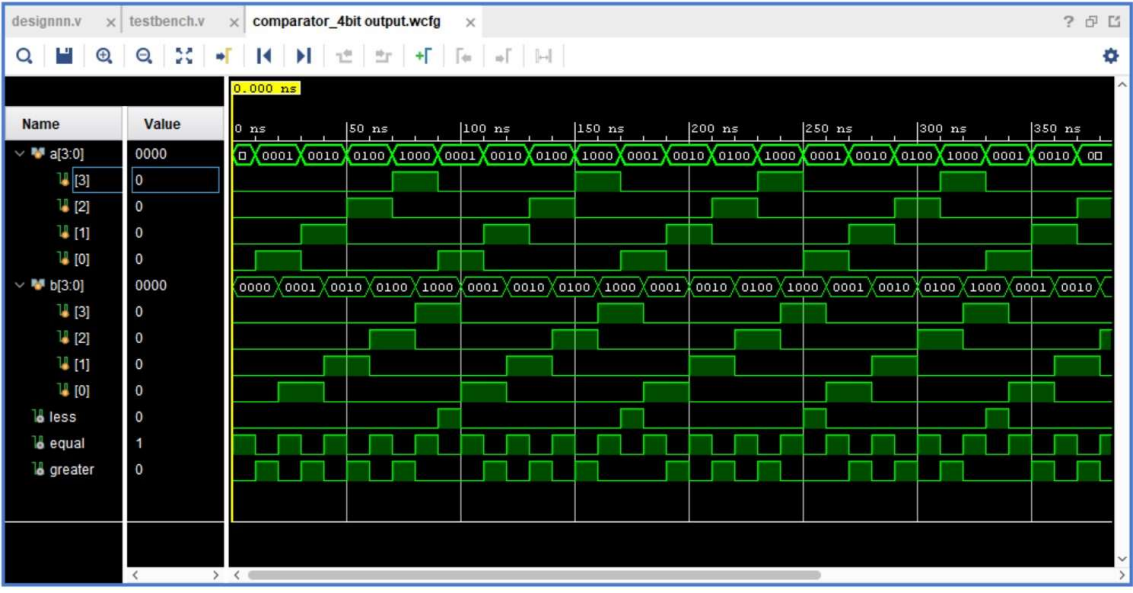 designnn.v × testbench.v × comparator_4bit output.wcfg × ?
0.000 ns
Name Value
0 ns 50 ns 100 ns 150 ns 200 ns 250 ns 300 ns 350 ns
a[3:0] 0000 0001 0010 0100 1000 0001 0010 0100 1000 0001 0010 0100 1000 0001 0010 0100 1000 0001 0010 0
[3] 0
[2] 0
[1] 0
[0] 0
b[3:0] 0000 0000 0001 0010 0100 1000 0001 0010 0100 1000 0001 0010 0100 1000 0001 0010 0100 1000 0001 0010
[3] 0
[2] 0
[1] 0
[0] 0
less 0
equal 1
greater 0